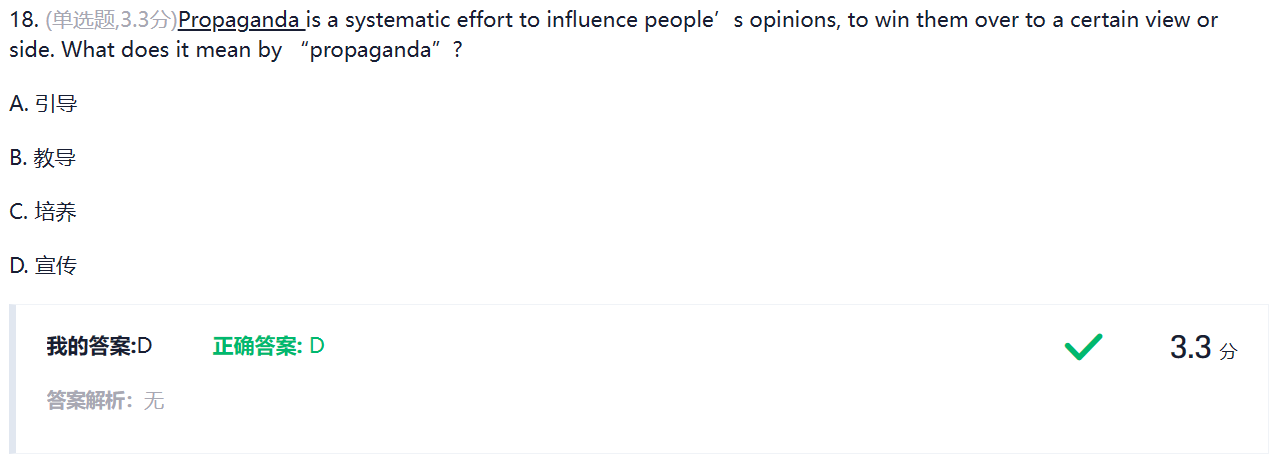 18. (单选题,3.3分)Propaganda is a systematic effort to influence people’s opinions, to win them over to a certain view or
side. What does it mean by “propaganda”?
A. 引导
B. 教导
C. 培养
D. 宣传
我的答案:D 正确答案: D 3.3 分
答案解析：无